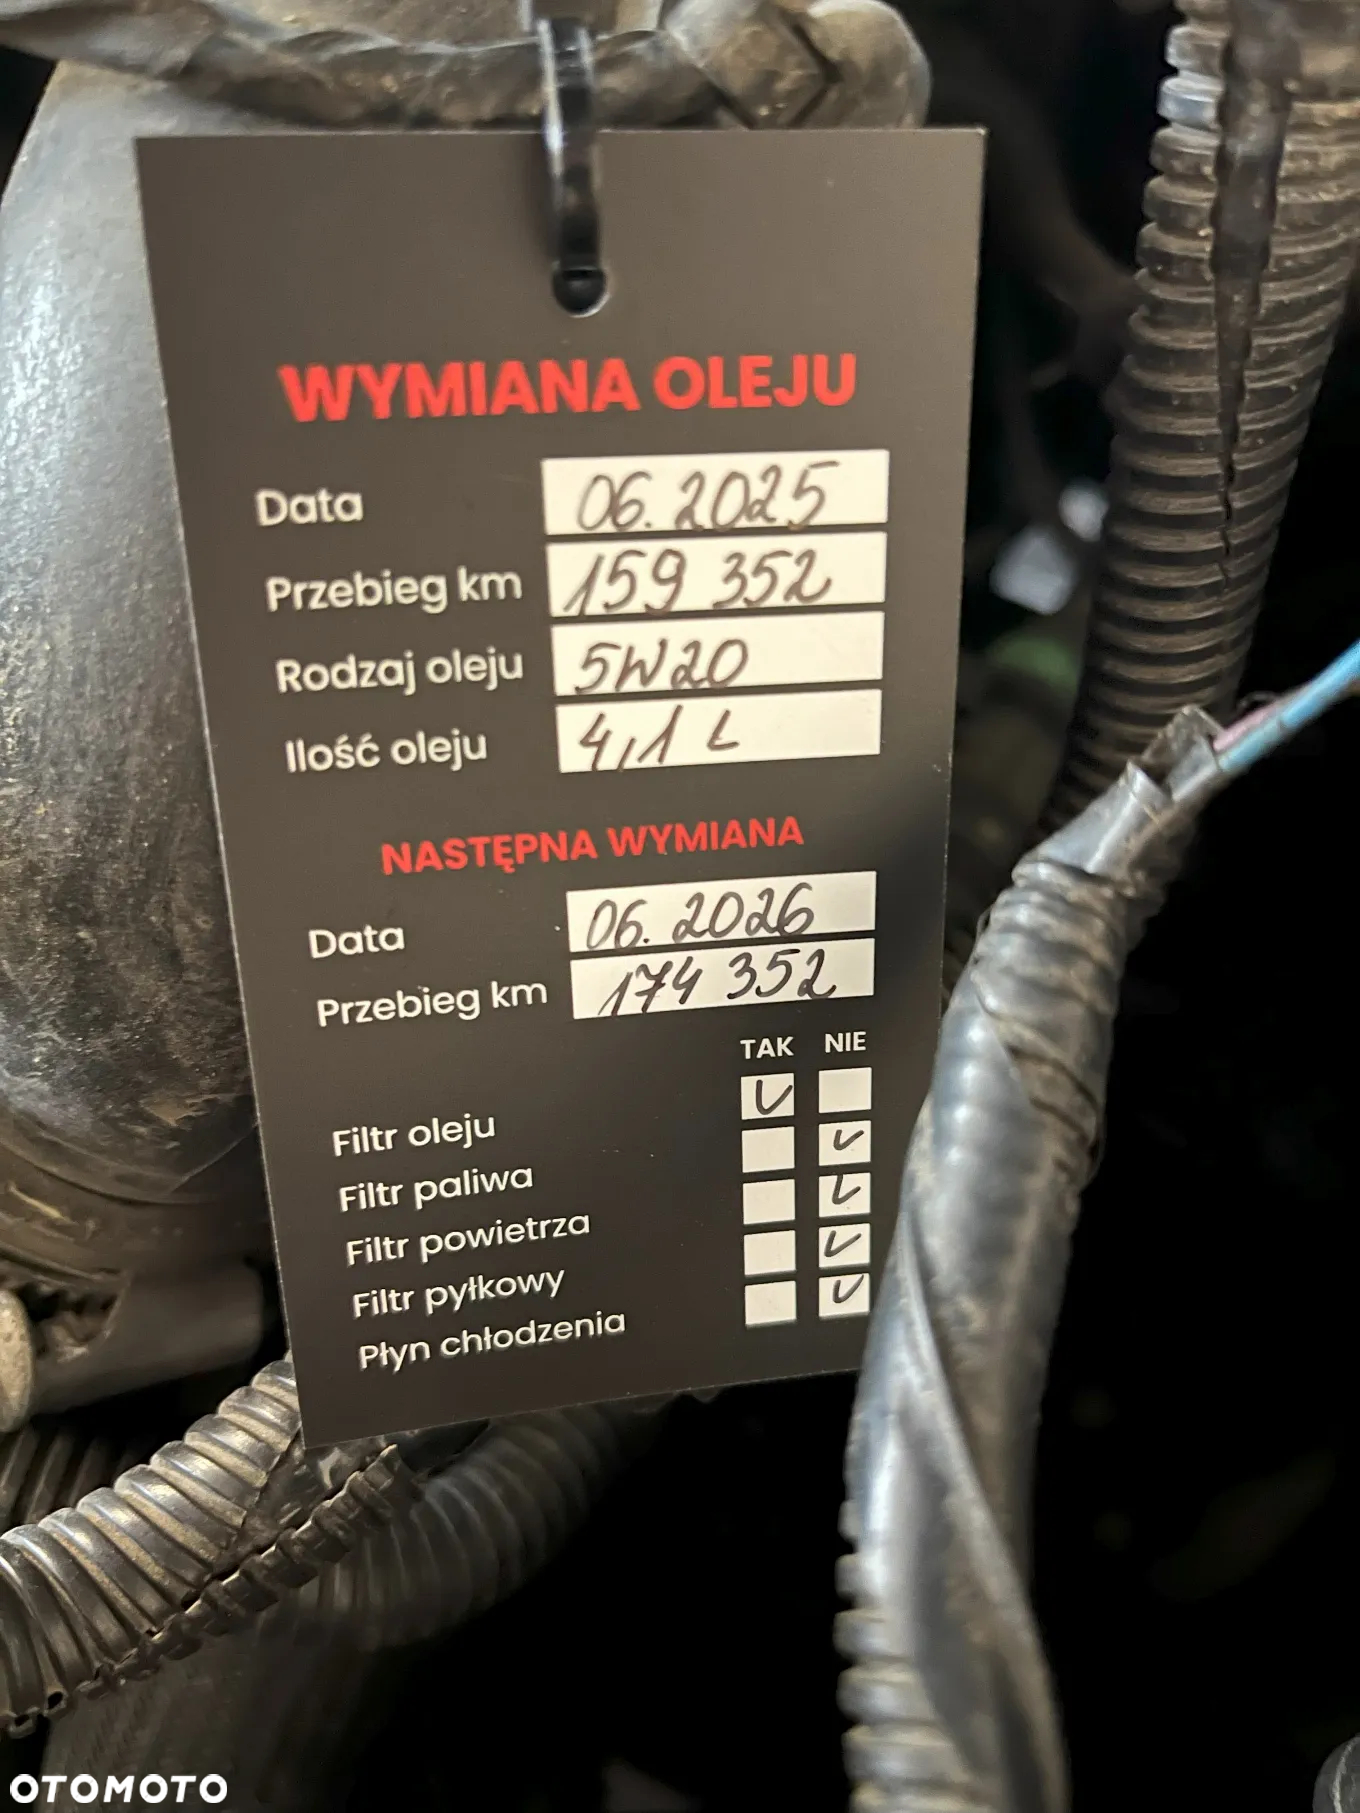 WYMIANA OLEJU
Data 06.2025
Przebieg km 159 352
Rodzaj oleju 5W20
Ilość oleju 4,1 L
NASTĘPNA WYMIANA
Data 06.2026
Przebieg km 174 352
TAK NIE
Filtr oleju
Filtr paliwa
Filtr powietrza
Filtr pyłkowy
Płyn chłodzenia
OTOMOTO